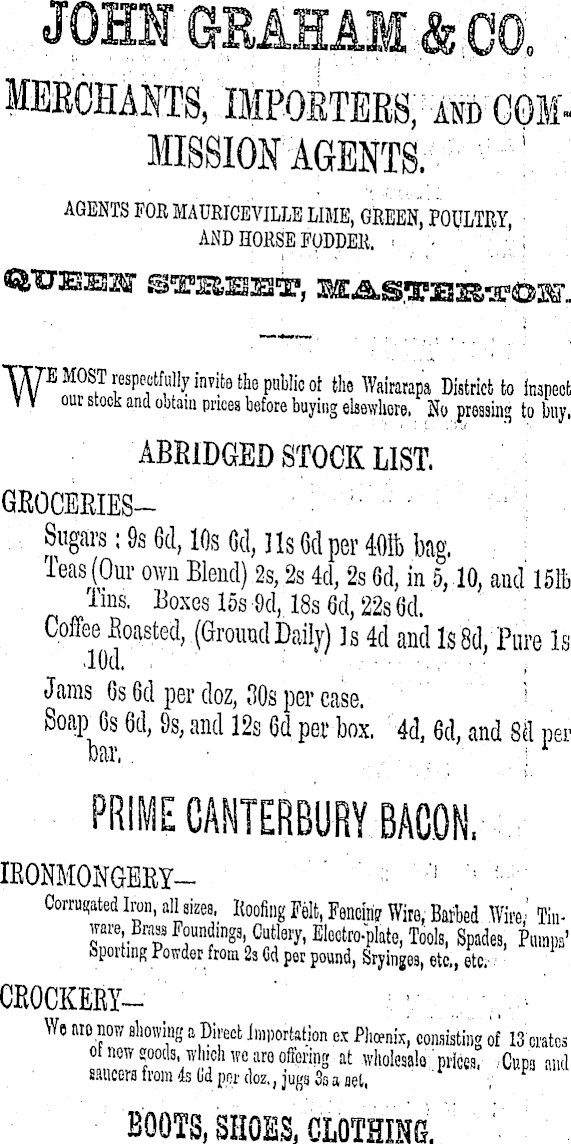 JOHN GRAHAM & CO.
MERCHANTS, IMPORTERS, AND COM-
MISSION AGENTS.
AGENTS FOR MAURICEVILLE LIME, GREEN, POULTRY,
AND HORSE FODDER.
QUEEN STREET, MASTERTON.
WE MOST respectfully invite the public of the Wairarapa District to inspect
our stock and obtain prices before buying elsewhere. No pressing to buy.
ABRIDGED STOCK LIST.
GROCERIES—
Sugars : 9s 6d, 10s 6d, 11s 6d per 40lb bag.
Teas (Our own Blend) 2s, 2s 4d, 2s 6d, in 5, 10, and 15lb
Tins. Boxes 15s 9d, 18s 6d, 22s 6d.
Coffee Roasted, (Ground Daily) 1s 4d and 1s 8d, Pure 1s
10d.
Jams 6s 6d per doz, 30s per case.
Soap 6s 6d, 9s, and 12s 6d per box. 4d, 6d, and 8d per
bar.
PRIME CANTERBURY BACON.
IRONMONGERY—
Corrugated Iron, all sizes. Roofing Felt, Fencing Wire, Barbed Wire, Tin-
ware, Brass Foundings, Cutlery, Electro-plate, Tools, Spades, Pumps'
Sporting Powder from 2s 6d per pound, Sryinges, etc., etc.
CROCKERY—
We are now showing a Direct Importation ex Phœnix, consisting of 13 crates
of new goods, which we are offering at wholesale prices. Cups and
saucers from 4s 6d per doz., jugs 3s a set.
BOOTS, SHOES, CLOTHING.